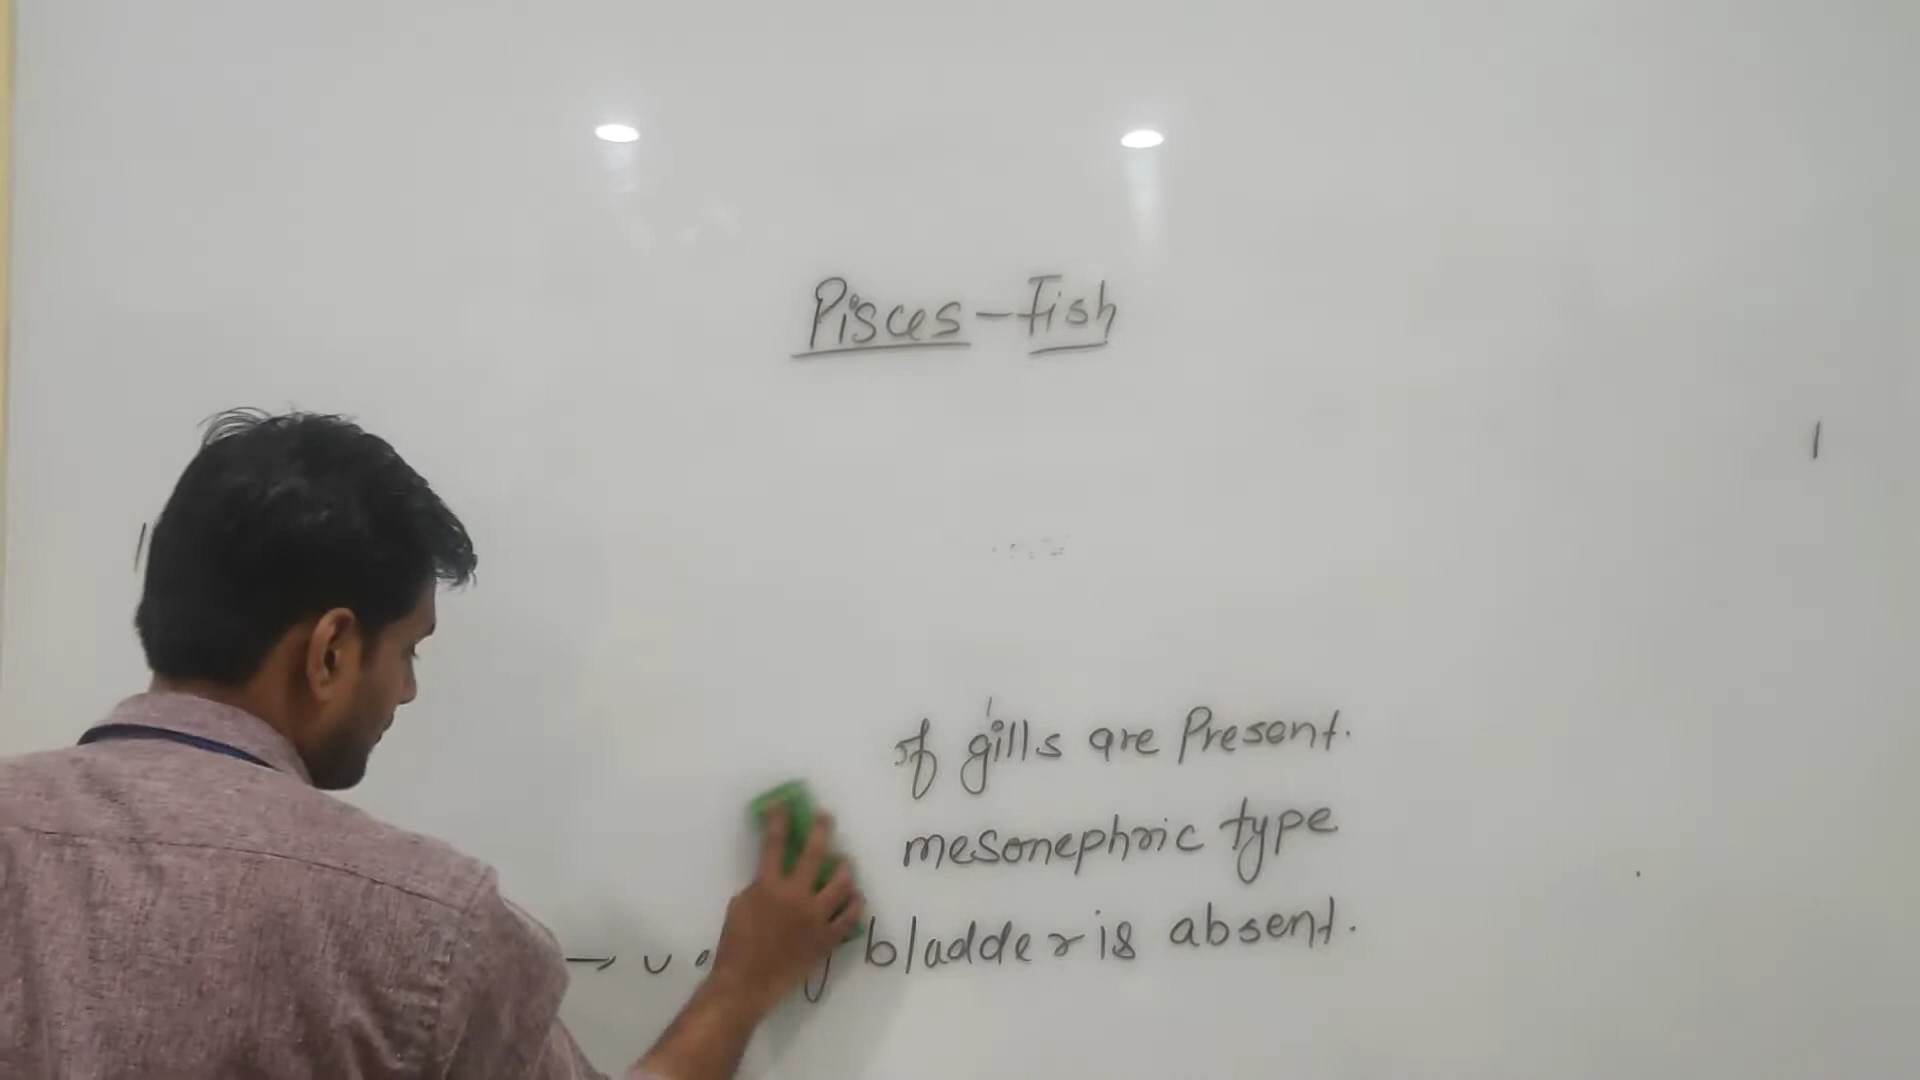 Pisces - Fish
of gills are Present.
mesonephric type
bladder is absent.